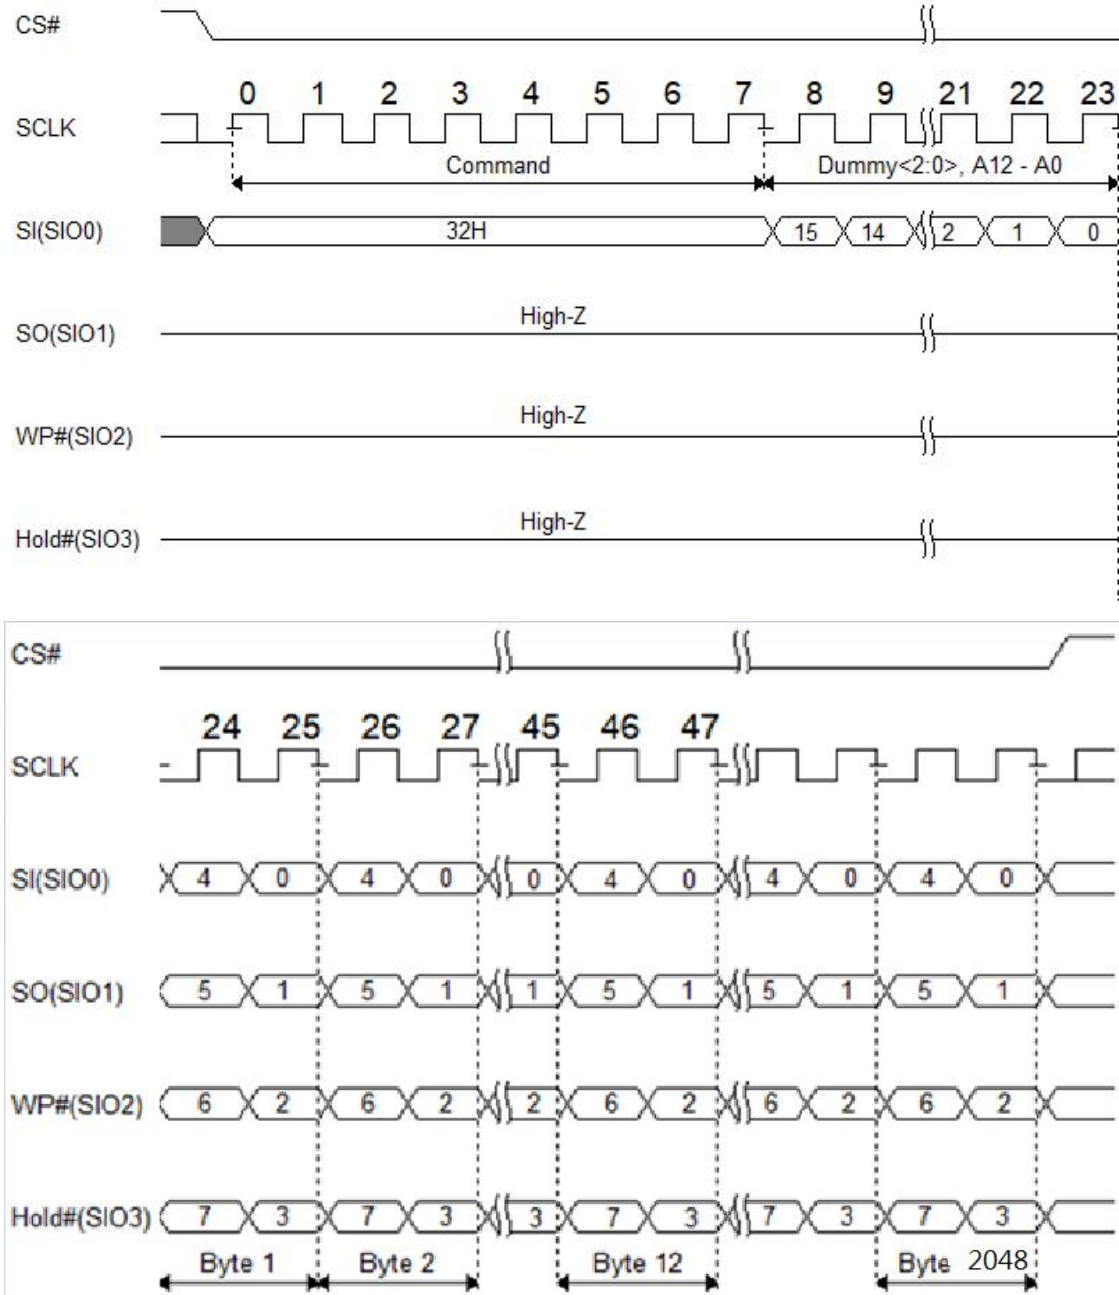 CS#
0 1 2 3 4 5 6 7 8 9 21 22 23
SCLK
Command Dummy<2:0>, A12 - A0
SI(SIO0) 32H 15 14 2 1 0
High-Z
SO(SIO1)
High-Z
WP#(SIO2)
High-Z
Hold#(SIO3)
CS#
24 25 26 27 45 46 47
SCLK
SI(SIO0) 4 0 4 0 0 4 0 4 0 4 0
SO(SIO1) 5 1 5 1 1 5 1 5 1 5 1
WP#(SIO2) 6 2 6 2 2 6 2 6 2 6 2
Hold#(SIO3) 7 3 7 3 3 7 3 7 3 7 3
Byte 1 Byte 2 Byte 12 Byte 2048